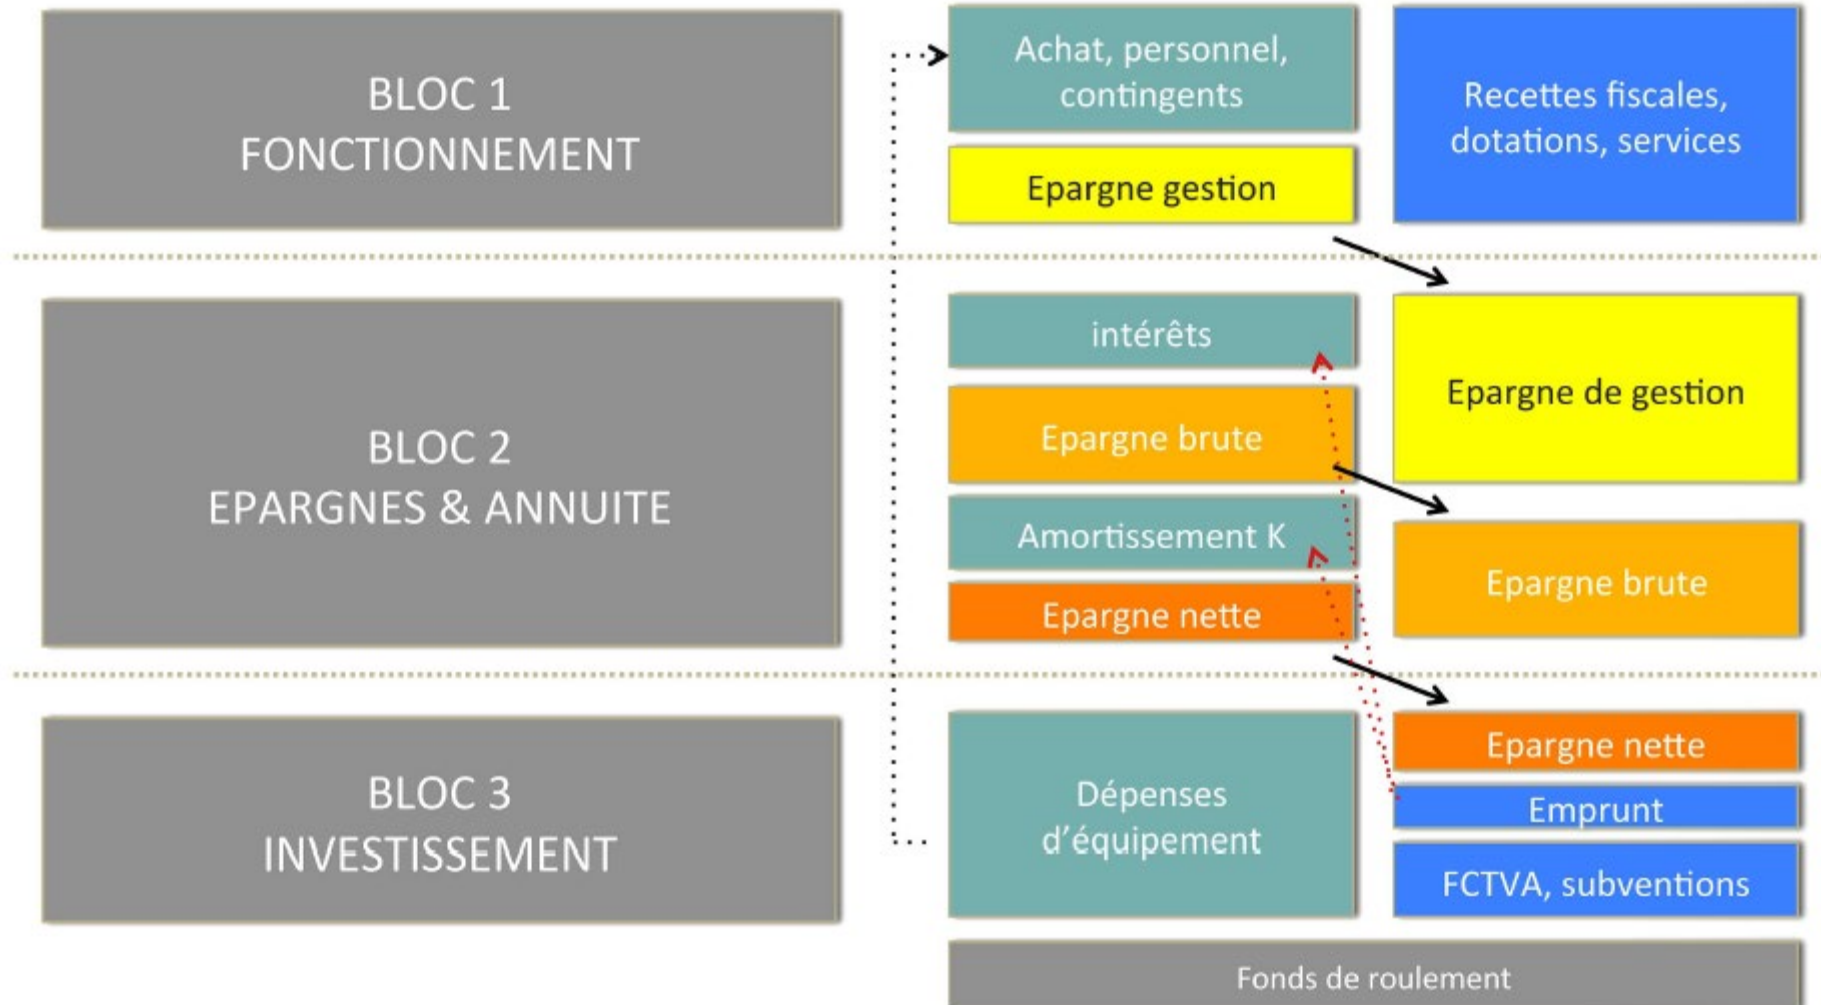 BLOC 1
FONCTIONNEMENT
Achat, personnel,
contingents
Epargne gestion
Recettes fiscales,
dotations, services
BLOC 2
EPARGNES & ANNUITE
intérêts
Epargne brute
Amortissement K
Epargne nette
Epargne de gestion
Epargne brute
BLOC 3
INVESTISSEMENT
Dépenses
d’équipement
Epargne nette
Emprunt
FCTVA, subventions
Fonds de roulement